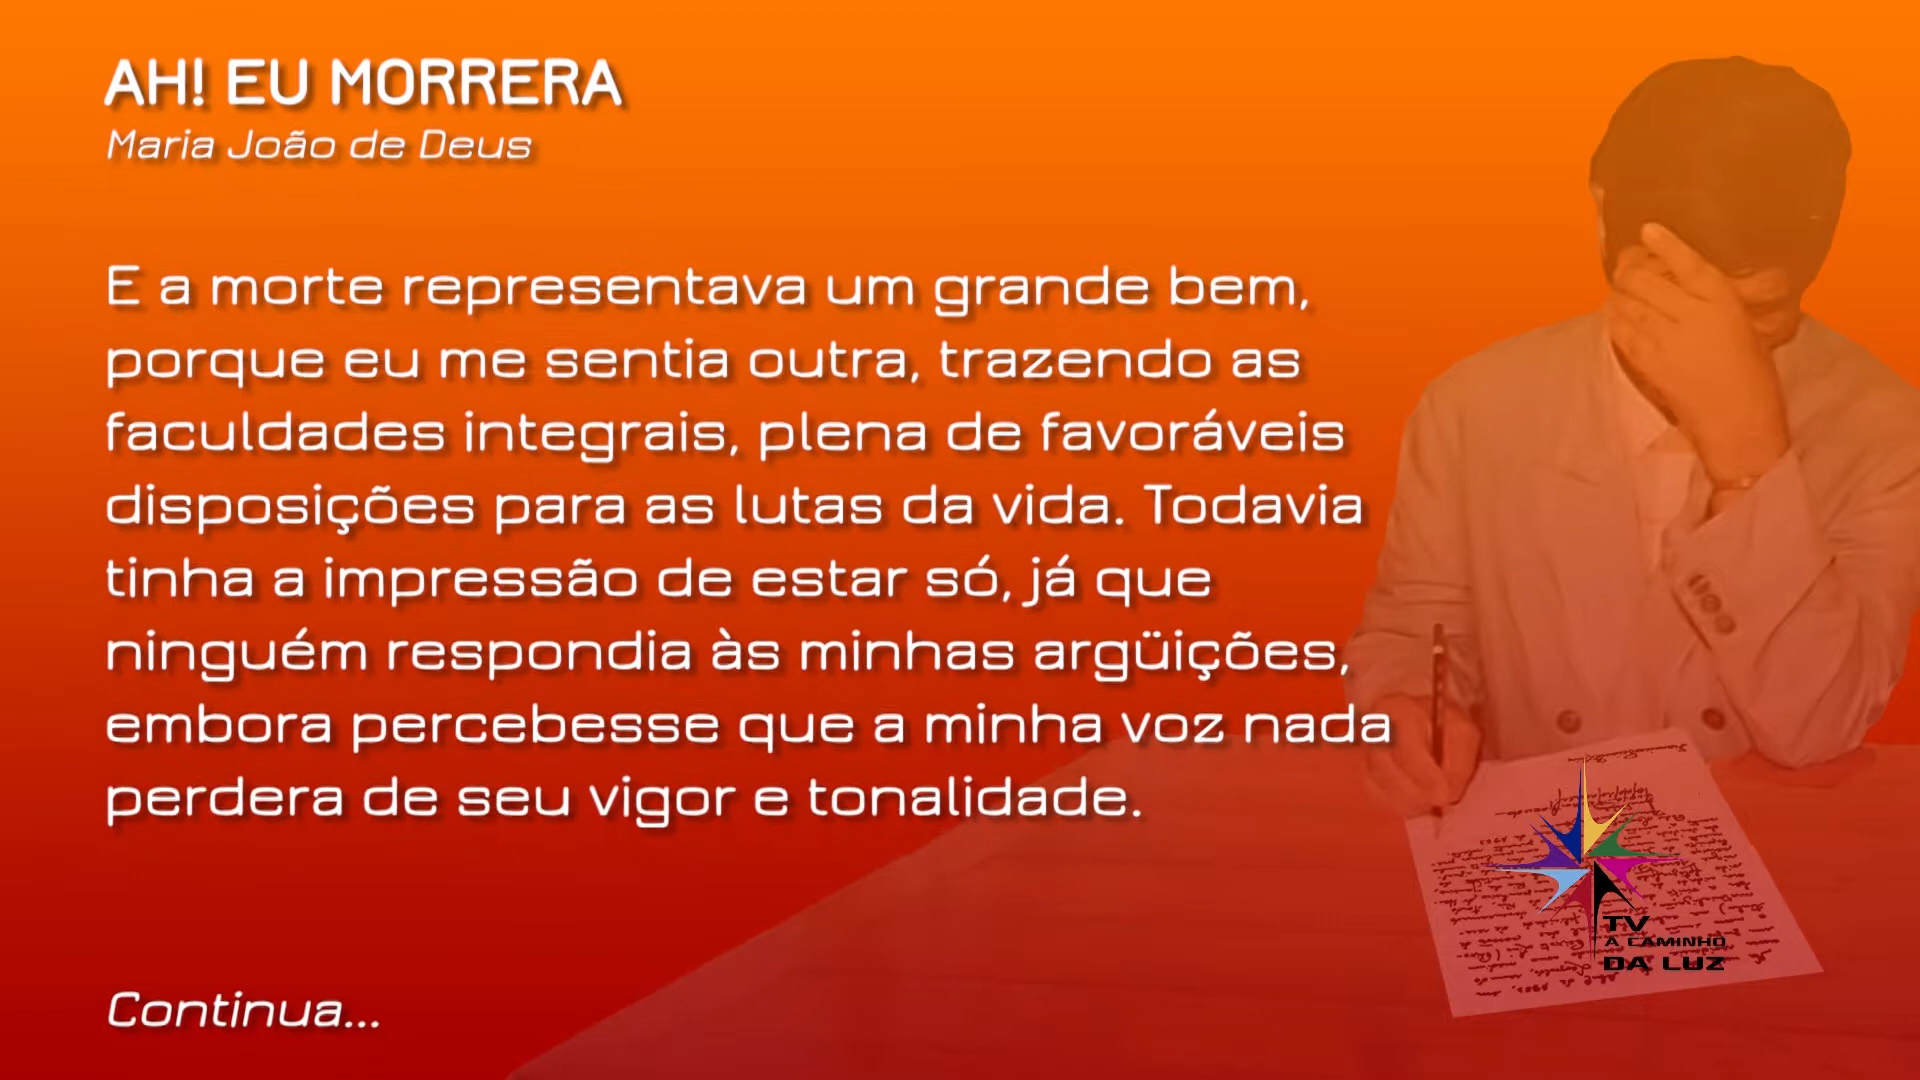 AH! EU MORRERA
Maria João de Deus
E a morte representava um grande bem,
porque eu me sentia outra, trazendo as
faculdades integrais, plena de favoráveis
disposições para as lutas da vida. Todavia
tinha a impressão de estar só, já que
ninguém respondia às minhas argüições,
embora percebesse que a minha voz nada
perdera de seu vigor e tonalidade.
TV
A CAMINHO
DA LUZ
Continua...